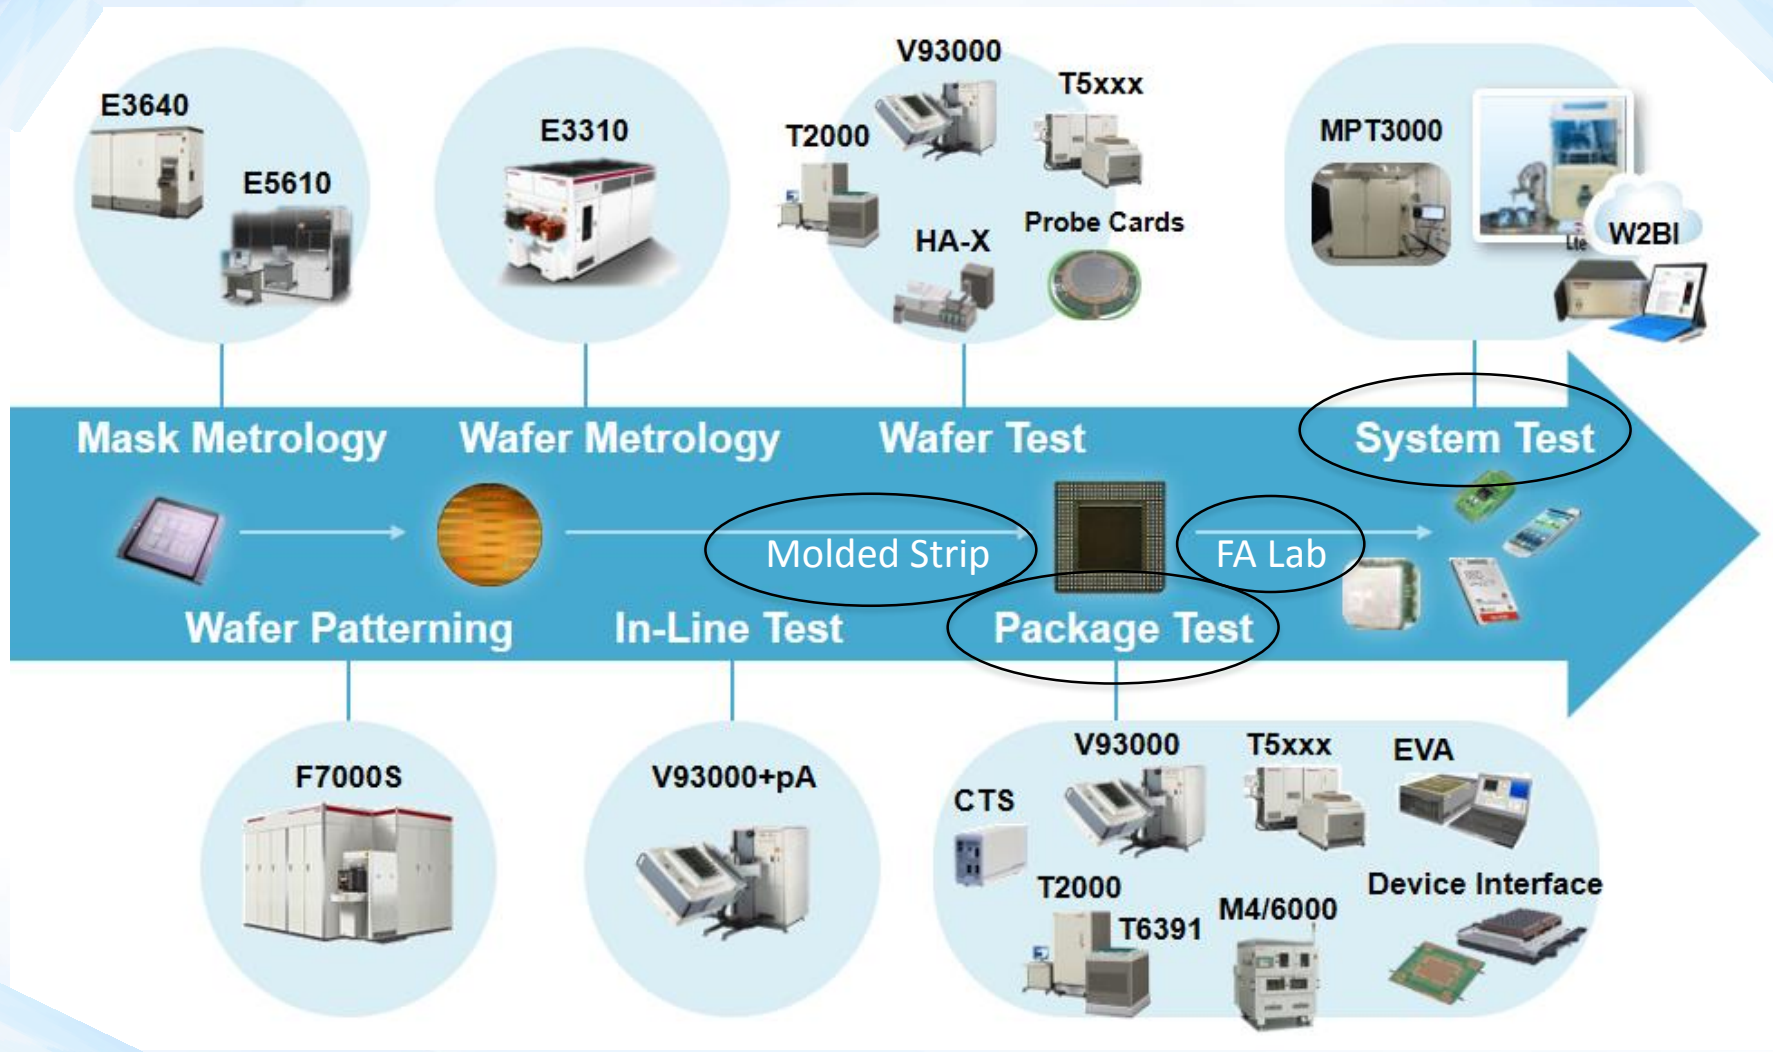 E3640
E5610
E3310
V93000
T5xxx
T2000
HA-X
Probe Cards
MPT3000
Lte
W2BI
Mask Metrology
Wafer Metrology
Wafer Test
System Test
Molded Strip
FA Lab
Wafer Patterning
In-Line Test
Package Test
F7000S
V93000+pA
CTS
V93000
T5xxx
EVA
T2000
T6391
M4/6000
Device Interface